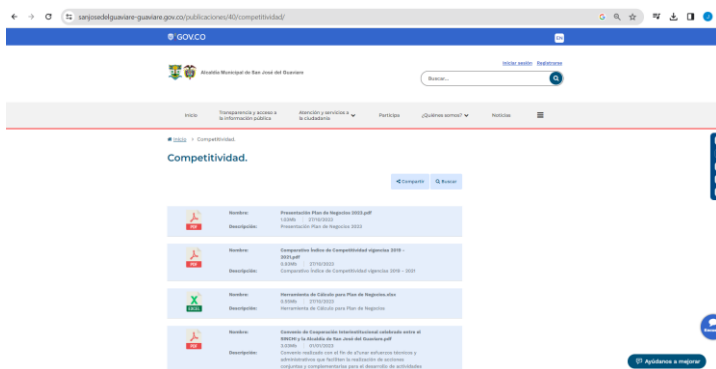 sanjosedelguaviare-guaviare.gov.co/publicaciones/40/competitividad/
GOV.CO
EN
Iniciar sesión Registrarse
Alcaldía Municipal de San José del Guaviare
Buscar...
Inicio
Transparencia y acceso a
la información pública
Atención y servicios a
la ciudadanía
Participa
¿Quiénes somos?
Noticias
Inicio > Competitividad.
Competitividad.
Compartir
Buscar
Nombre: Presentación Plan de Negocios 2023.pdf
27/10/2023
PDF
Descripción: Presentación Plan de Negocios 2023
Nombre: Comparativo Índice de Competitividad vigencias 2019 -
2021.pdf
27/10/2023
PDF
Descripción: Comparativo Índice de Competitividad vigencias 2019 - 2021
Nombre: Herramienta de Cálculo para Plan de Negocios.xlsx
27/10/2023
EXCEL
Descripción: Herramienta de Cálculo para Plan de Negocios
Nombre: Convenio de Cooperación Interinstitucional celebrado entre el
SINCHI y la Alcaldía de San José del Guaviare.pdf
PDF
Descripción: Convenio realizado con el fin de aunar esfuerzos técnicos y
administrativos que faciliten la realización de acciones
conjuntas y complementarias para el desarrollo de actividades
Ayúdanos a mejorar